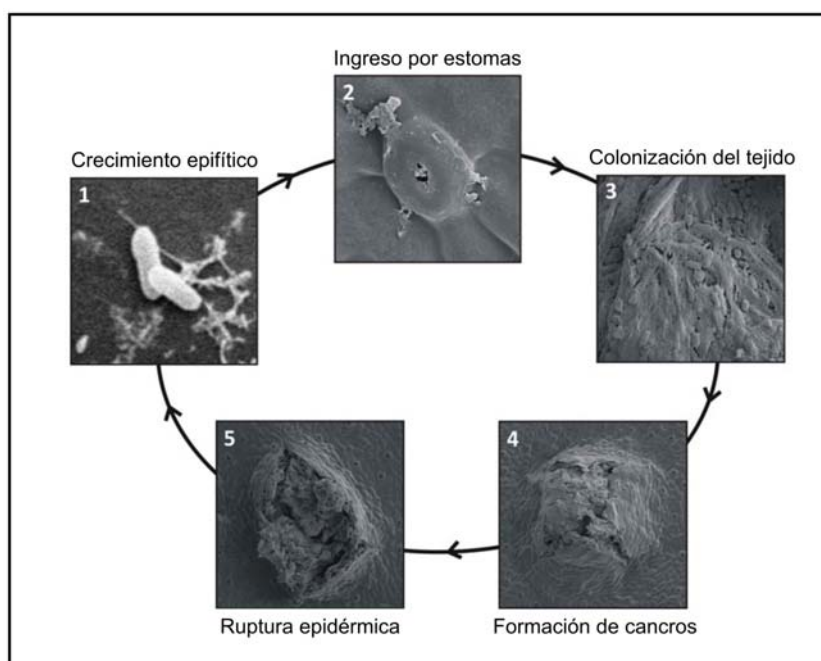 Ingreso por estomas
2
Crecimiento epifítico
1
Colonización del tejido
3
5
Ruptura epidérmica
4
Formación de cancros